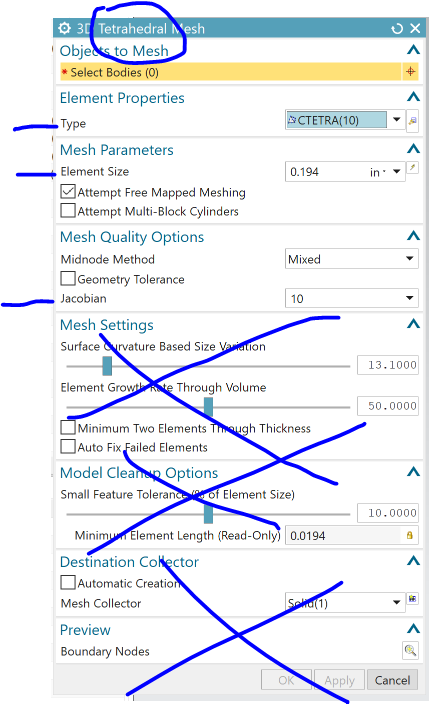 3D Tetrahedral Mesh
Objects to Mesh
* Select Bodies (0)
Element Properties
Type CTETRA(10)
Mesh Parameters
Element Size 0.194 in
Attempt Free Mapped Meshing
Attempt Multi-Block Cylinders
Mesh Quality Options
Midnode Method Mixed
Geometry Tolerance
Jacobian 10
Mesh Settings
Surface Curvature Based Size Variation
13.1000
Element Growth Rate Through Volume
50.0000
Minimum Two Elements Through Thickness
Auto Fix Failed Elements
Model Cleanup Options
Small Feature Tolerance (% of Element Size)
10.0000
Minimum Element Length (Read-Only) 0.0194
Destination Collector
Automatic Creation
Mesh Collector Solid(1)
Preview
Boundary Nodes
OK Apply Cancel